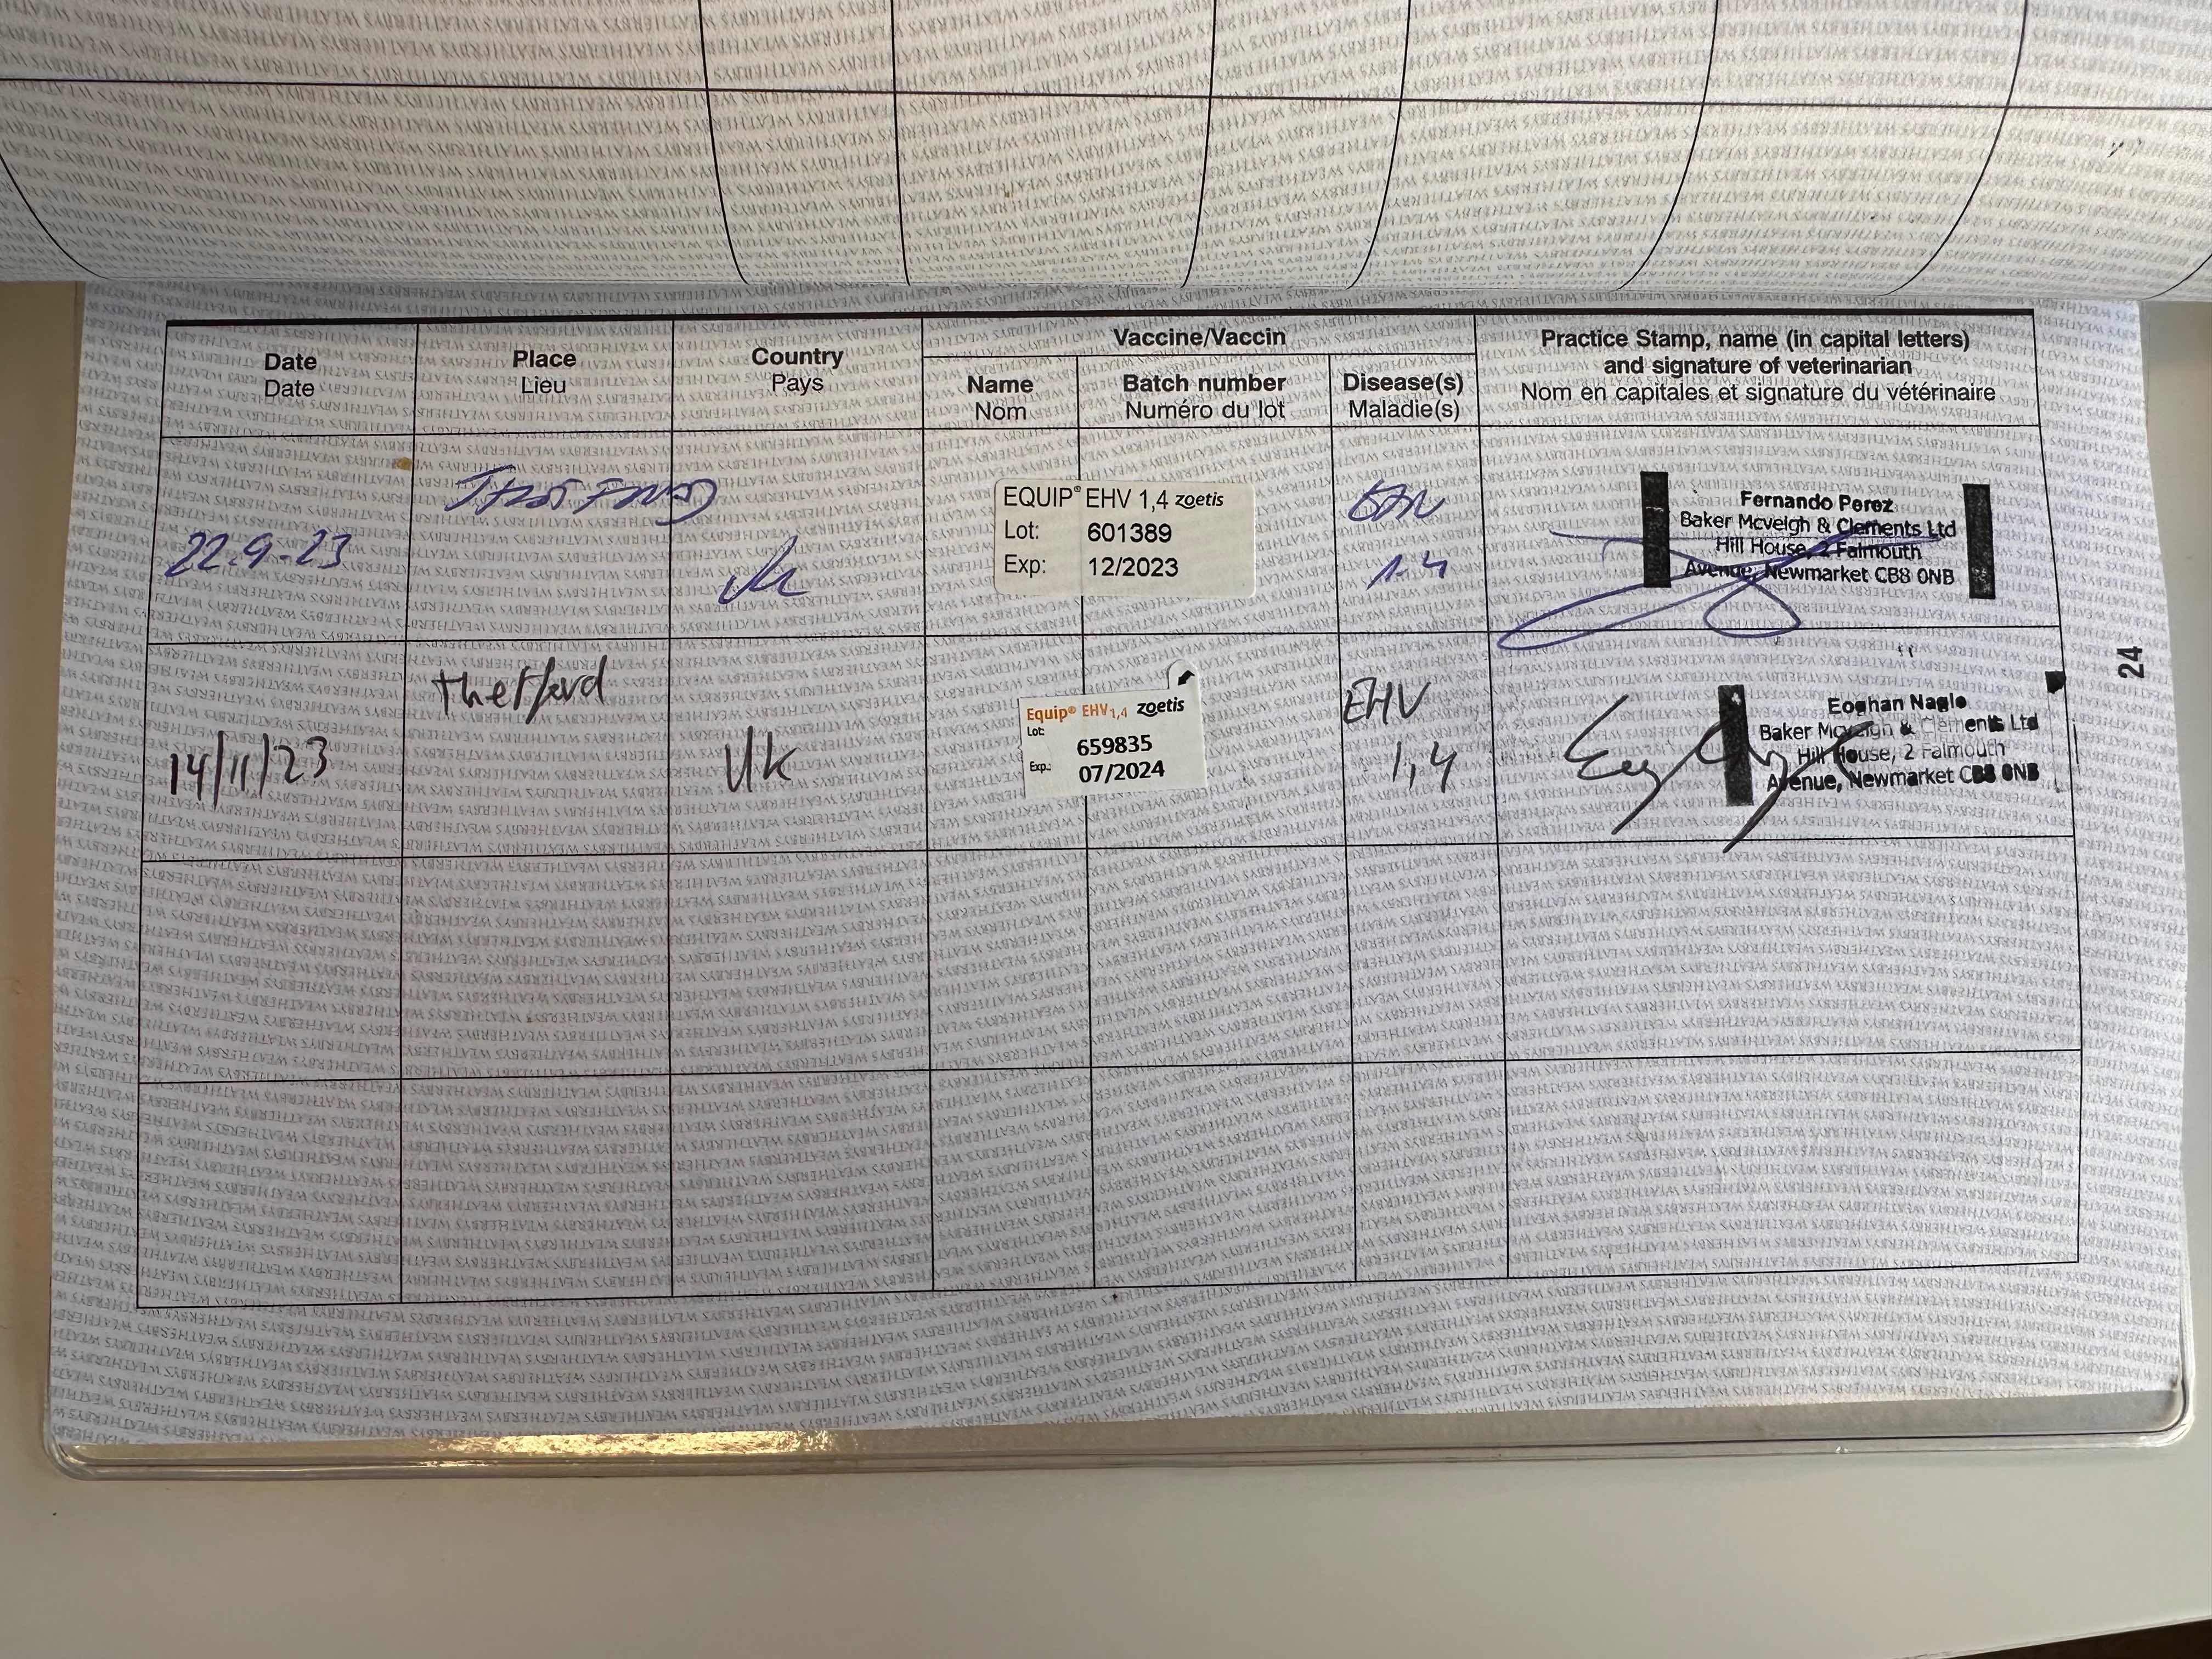 Date
Date
Place
Lieu
Country
Pays
Vaccine/Vaccin
Name
Nom
Batch number
Numéro du lot
Disease(s)
Maladie(s)
Practice Stamp, name (in capital letters)
and signature of veterinarian
Nom en capitales et signature du vétérinaire
22.9-23
UK
EQUIP® EHV 1,4 zoetis
Lot: 601389
Exp: 12/2023
EHV
1.4
Fernando Perez
Baker Mcveigh & Clements Ltd
Hill House, 2 Falmouth
Avenue, Newmarket CB8 0NB
14/11/23
thetford
UK
Equip® EHV1,4 zoetis
Lot:
659835
Exp.:
07/2024
EHV
1,4
Eoghan Nagle
Baker Mcveigh & Clements Ltd
Hill House, 2 Falmouth
Avenue, Newmarket CB8 0NB
24